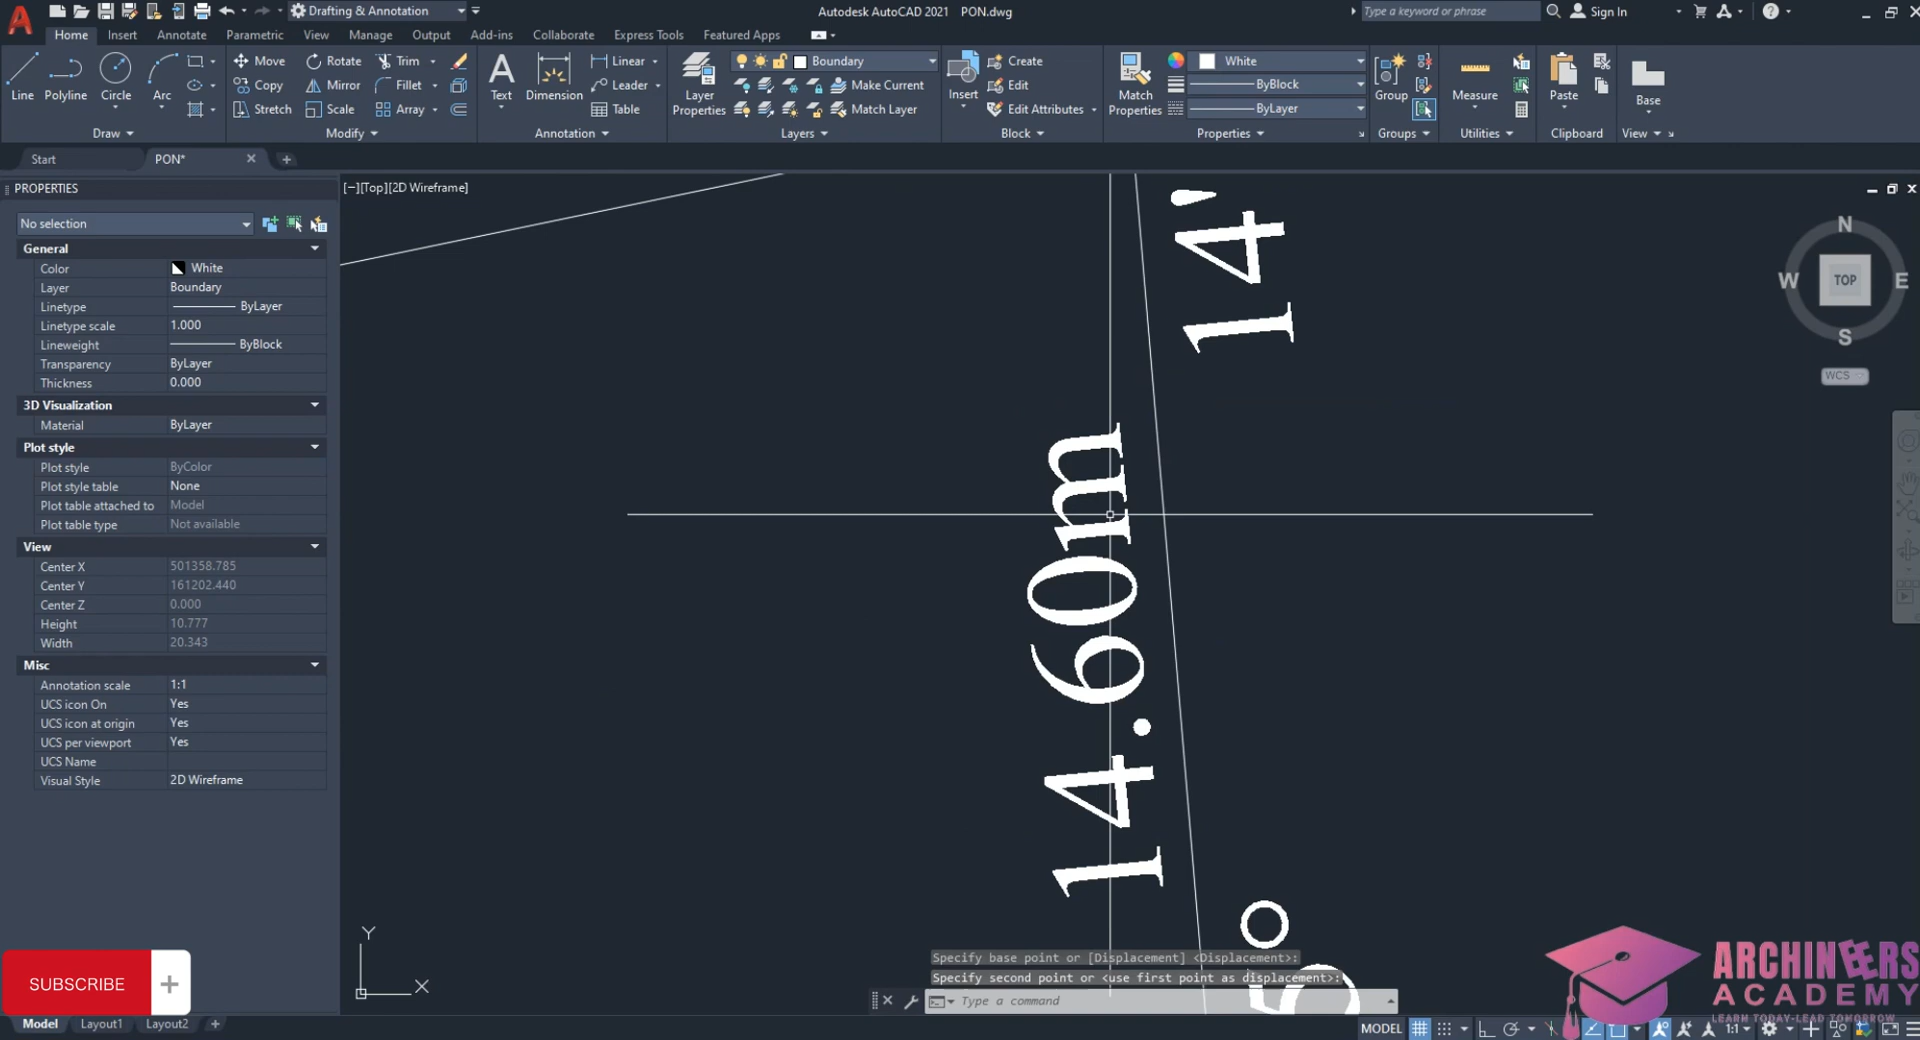 Drafting & Annotation
Autodesk AutoCAD 2021 PON.dwg
Type a keyword or phrase
Sign In
Home Insert Annotate Parametric View Manage Output Add-ins Collaborate Express Tools Featured Apps
Line Polyline Circle Arc
Draw
Move Rotate Trim
Copy Mirror Fillet
Stretch Scale Array
Modify
Text Dimension
Linear
Leader
Table
Annotation
Layer Properties
Boundary
Make Current
Match Layer
Layers
Insert
Create
Edit
Edit Attributes
Block
Match Properties
White
ByBlock
ByLayer
Properties
Group
Groups
Measure
Utilities
Paste
Clipboard
Base
View
Start PON*
PROPERTIES
No selection
General
Color White
Layer Boundary
Linetype ByLayer
Linetype scale 1.000
Lineweight ByBlock
Transparency ByLayer
Thickness 0.000
3D Visualization
Material ByLayer
Plot style
Plot style ByColor
Plot style table None
Plot table attached to Model
Plot table type Not available
View
Center X 501358.785
Center Y 161202.440
Center Z 0.000
Height 10.777
Width 20.343
Misc
Annotation scale 1:1
UCS icon On Yes
UCS icon at origin Yes
UCS per viewport Yes
UCS Name
Visual Style 2D Wireframe
[−][Top][2D Wireframe]
14'
14.60m
N
W TOP E
S
WCS
Y
X
SUBSCRIBE +
Specify base point or [Displacement] <Displacement>:
Specify second point or <use first point as displacement>:
Type a command
ARCHINEERS
ACADEMY
LEARN TODAY-LEAD TOMORROW
Model Layout1 Layout2 +
MODEL
1:1